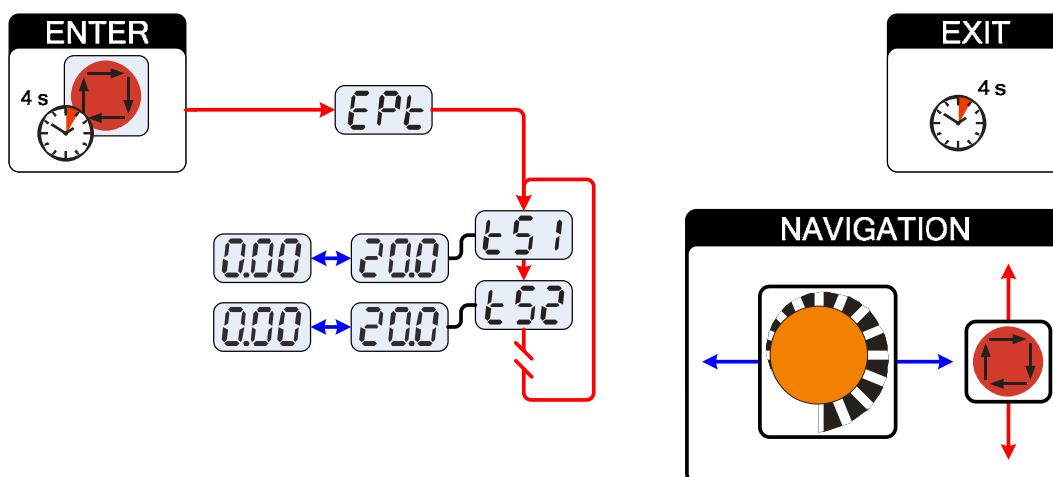 ENTER
EXIT
4 s
4 s
EPt
tS1
0.00
20.0
tS2
0.00
20.0
NAVIGATION